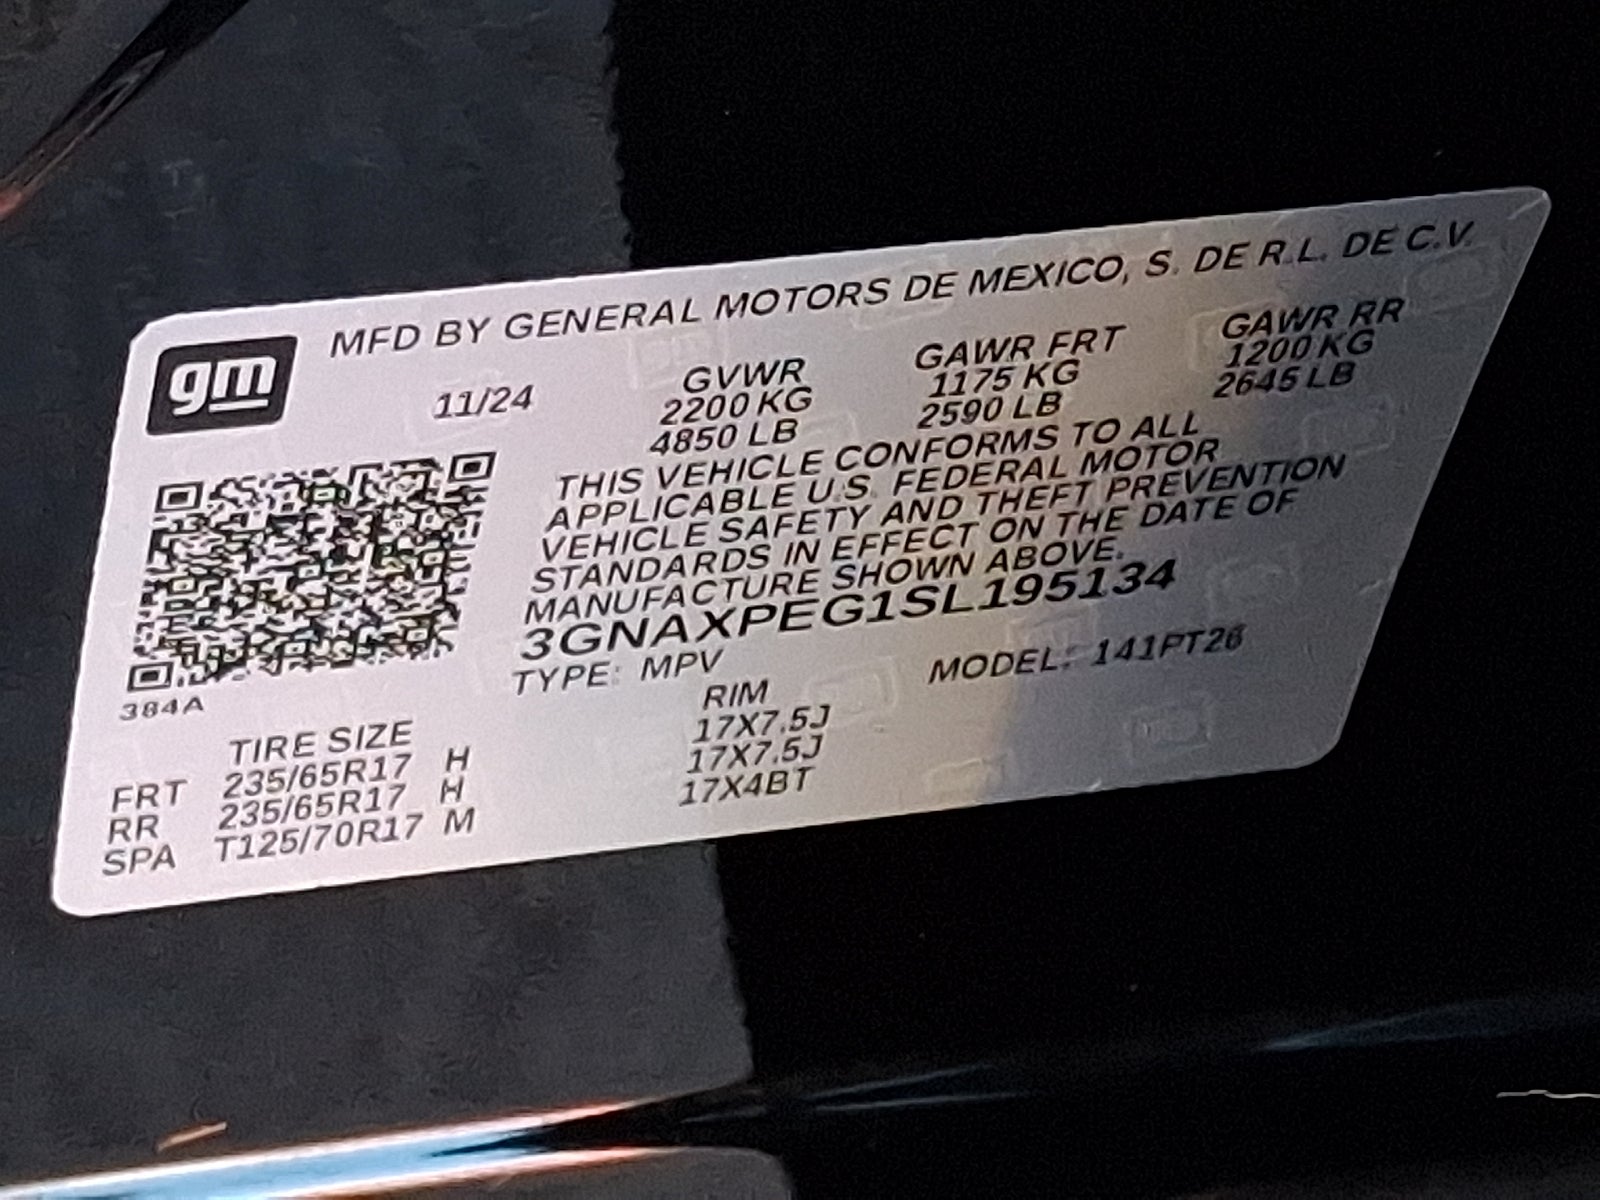 MFD BY GENERAL MOTORS DE MEXICO, S. DE R.L. DE C.V.
gm
11/24
GVWR GAWR FRT GAWR RR
2200 KG 1175 KG 1200 KG
4850 LB 2590 LB 2645 LB
THIS VEHICLE CONFORMS TO ALL
APPLICABLE U.S. FEDERAL MOTOR
VEHICLE SAFETY AND THEFT PREVENTION
STANDARDS IN EFFECT ON THE DATE OF
MANUFACTURE SHOWN ABOVE.
3GNAXPEG1SL195134
TYPE: MPV MODEL: 141PT26
384A
TIRE SIZE RIM
FRT 235/65R17 H 17X7.5J
RR 235/65R17 H 17X7.5J
SPA T125/70R17 M 17X4BT